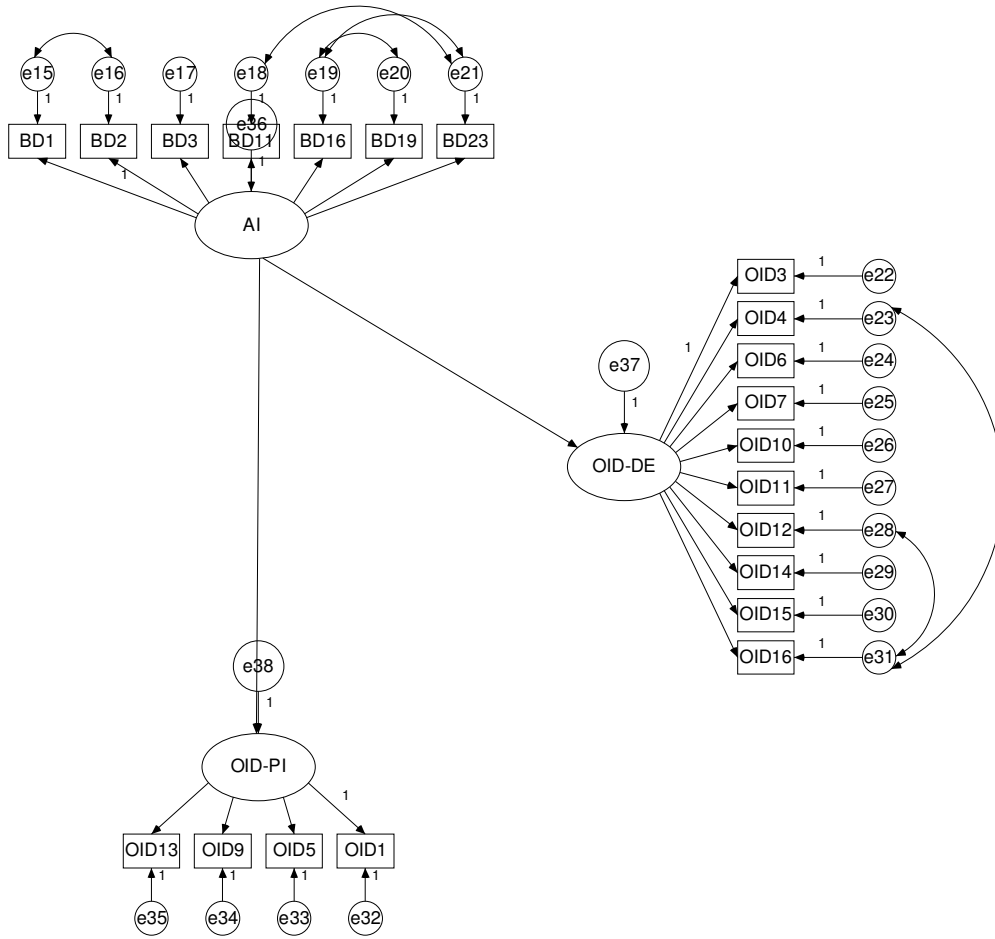 e15 e16 e17 e18 e19 e20 e21
1 1 1 1 1 1 1
e36
BD1 BD2 BD3 BD11 BD16 BD19 BD23
1 1
AI
OID3 1 e22
OID4 1 e23
1
OID6 1 e24
e37
OID7 1 e25
1
OID10 1 e26
OID-DE
OID11 1 e27
OID12 1 e28
OID14 1 e29
OID15 1 e30
OID16 1 e31
e38
1
OID-PI
1
OID13 OID9 OID5 OID1
1 1 1 1
e35 e34 e33 e32